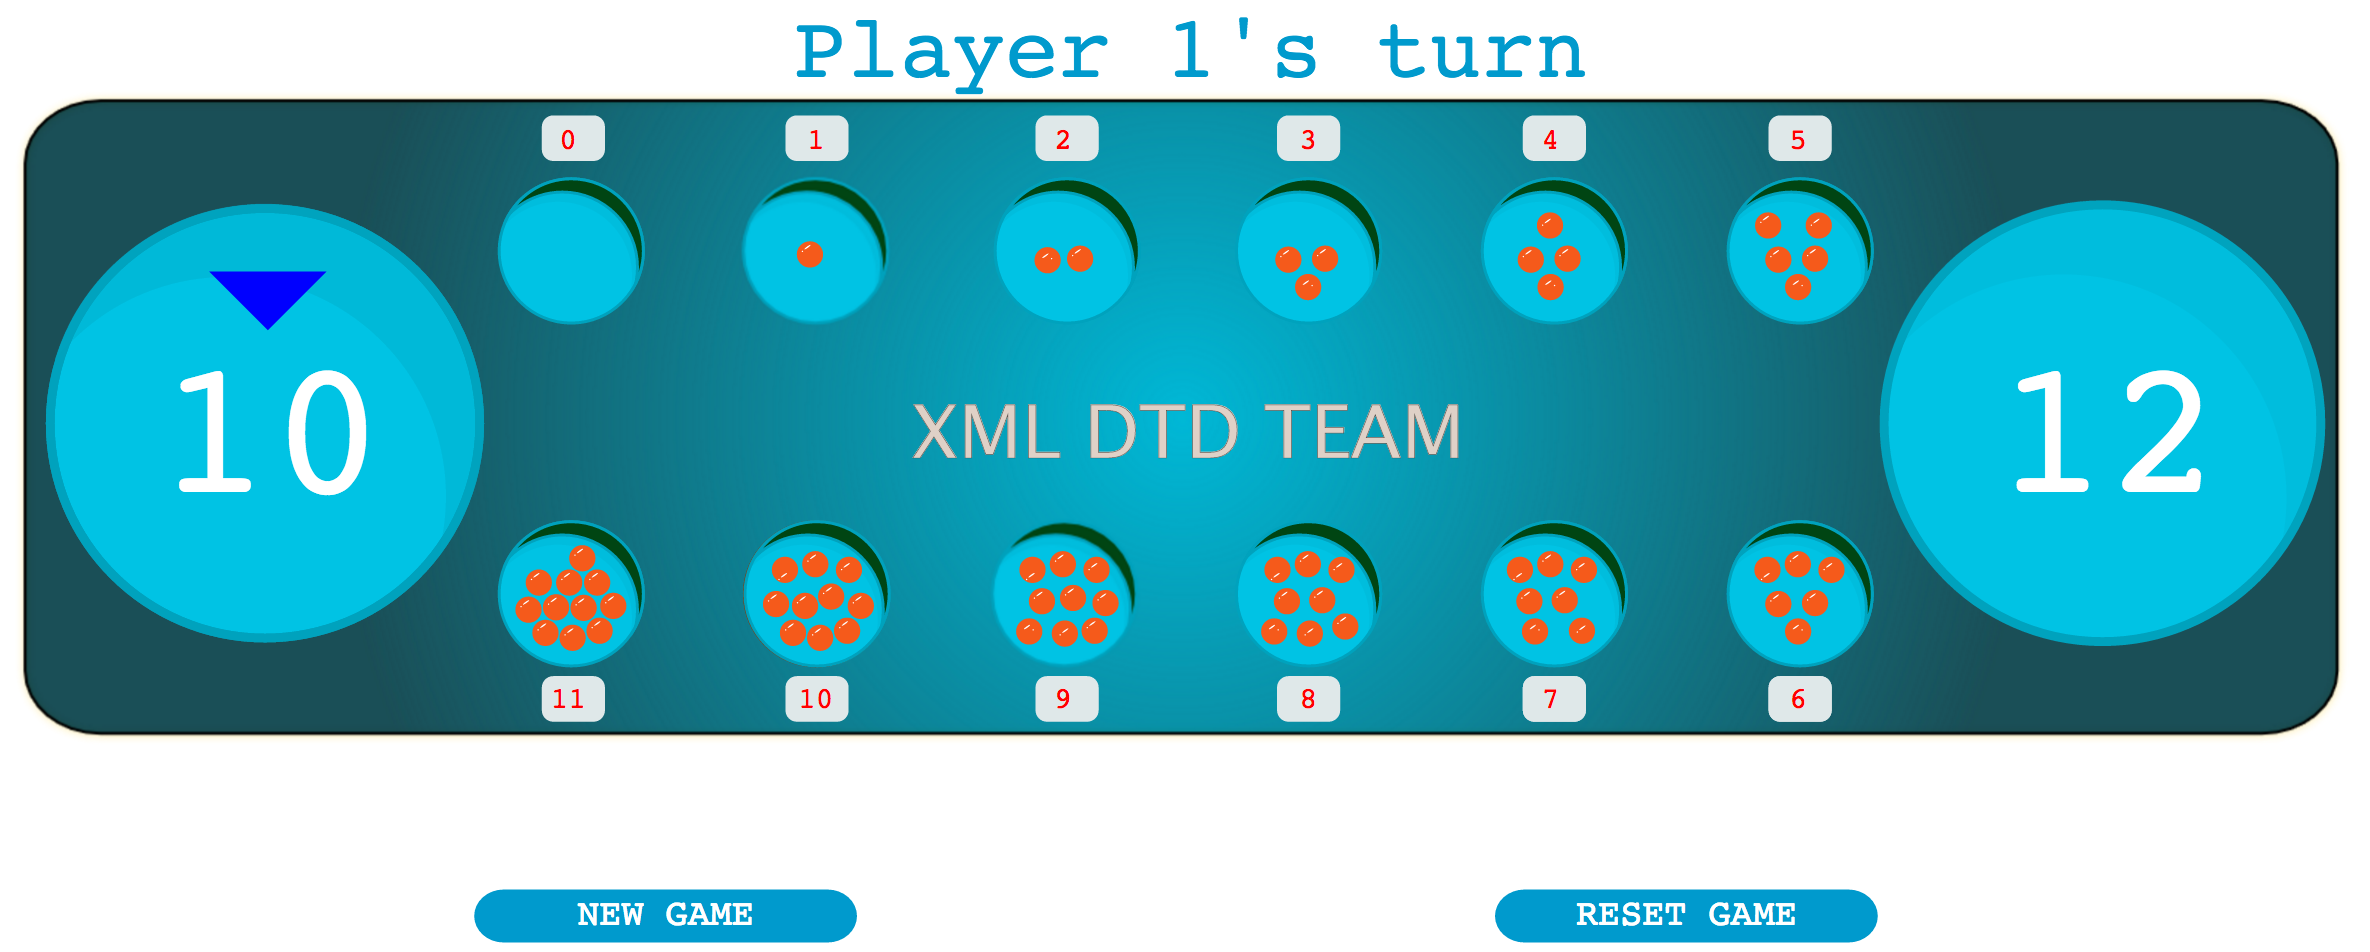 Player 1's turn
0 1 2 3 4 5
10 12
XML DTD TEAM
11 10 9 8 7 6
NEW GAME RESET GAME